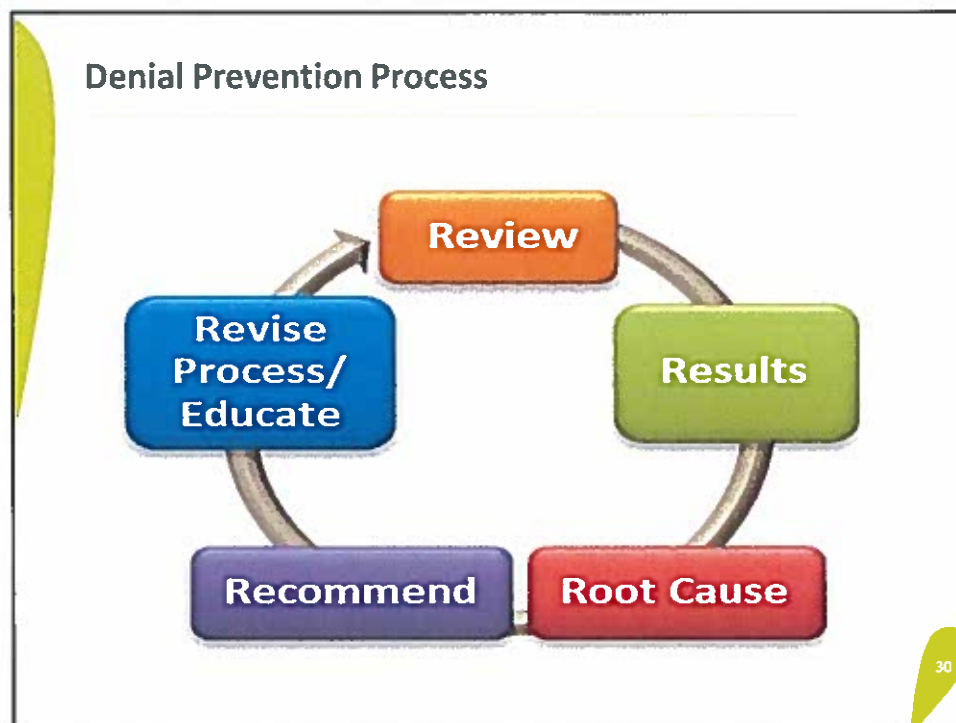 Denial Prevention Process
Review
Results
Root Cause
Recommend
Revise
Process/
Educate
30